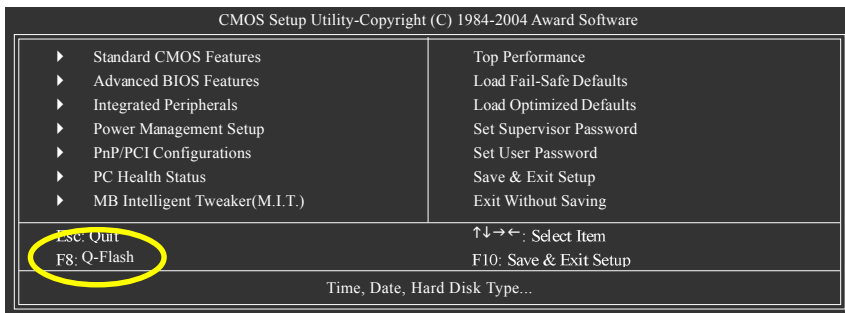 CMOS Setup Utility-Copyright (C) 1984-2004 Award Software
Standard CMOS Features
Advanced BIOS Features
Integrated Peripherals
Power Management Setup
PnP/PCI Configurations
PC Health Status
MB Intelligent Tweaker(M.I.T.)
Top Performance
Load Fail-Safe Defaults
Load Optimized Defaults
Set Supervisor Password
Set User Password
Save & Exit Setup
Exit Without Saving
Esc: Quit
F8: Q-Flash
↑↓→←: Select Item
F10: Save & Exit Setup
Time, Date, Hard Disk Type...